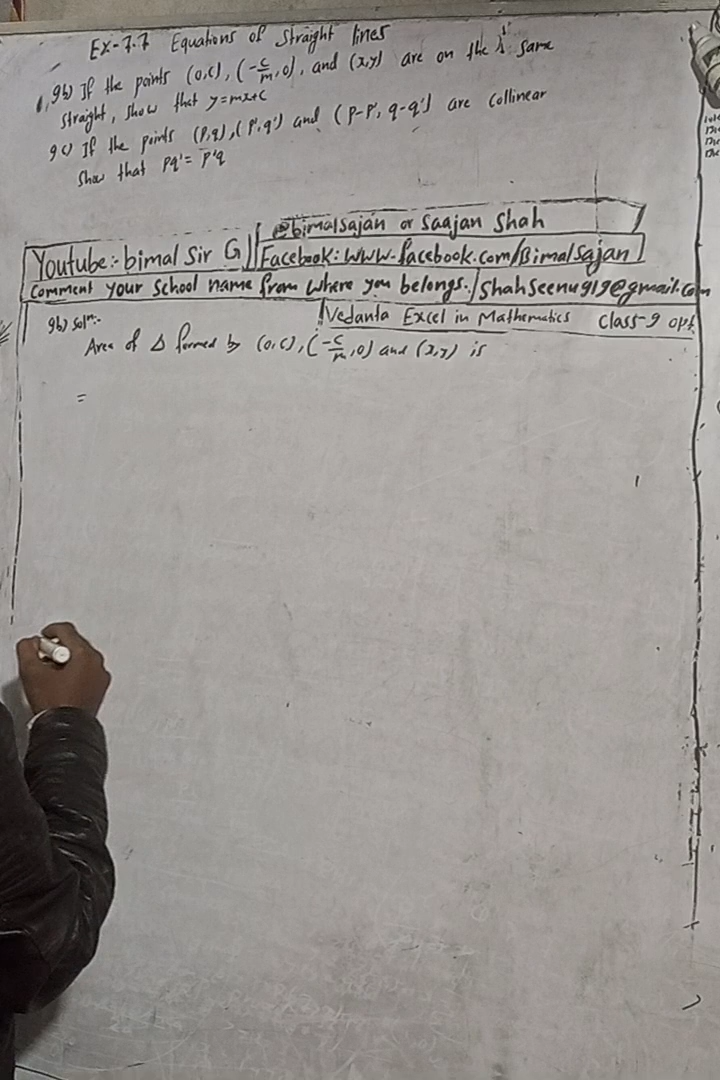 Ex-7.7 Equations of Straight lines
9b) If the points (0,c), (-c/m,0), and (x,y) are on the same
straight, show that y=mx+c
9c) If the points (p,q), (p',q') and (p-p', q-q') are collinear
Show that pq'= p'q
@bimalsajan or Saajan Shah
Youtube:- bimal Sir G Facebook: www.facebook.com/Bimalsajan
Comment your School name from where you belongs. / Shahseenu919@gmail.com
Vedanta Excel in Mathematics Class-9 opt.
9b) Solⁿ:-
Area of Δ formed by (0,c), (-c/m,0) and (x,y) is
=